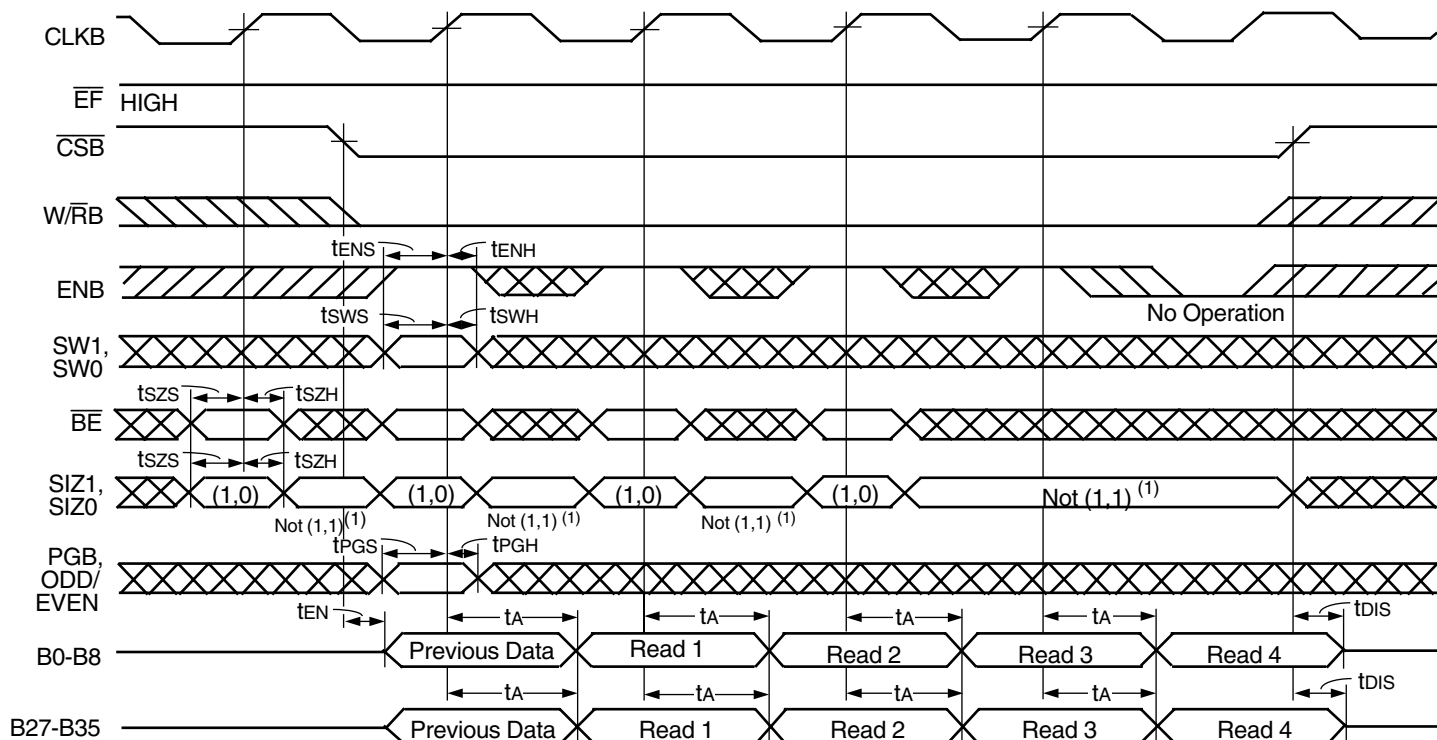 CLKB
EF HIGH
CSB
W/RB
tENS tENH
ENB
No Operation
tSWS tSWH
SW1,
SW0
tSZS tSZH
BE
tSZS tSZH
SIZ1,
SIZ0
(1,0) (1,0) (1,0) (1,0) Not (1,1) (1)
Not (1,1) (1) Not (1,1) (1) Not (1,1) (1)
tPGS tPGH
PGB,
ODD/
EVEN
tEN tA tA tA tA tDIS
B0-B8 Previous Data Read 1 Read 2 Read 3 Read 4
tA tA tA tA tDIS
B27-B35 Previous Data Read 1 Read 2 Read 3 Read 4